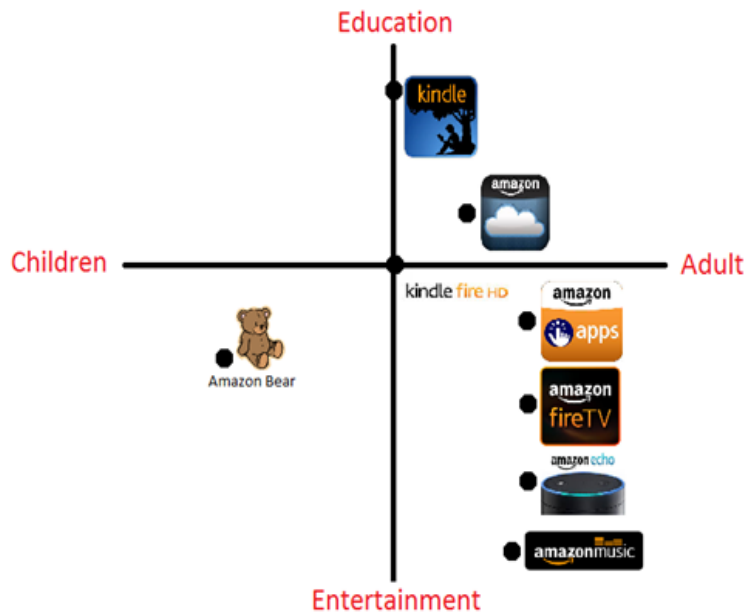 Education
kindle
amazon
Children
Adult
kindle fire HD
amazon
apps
Amazon Bear
amazon
fireTV
amazon echo
amazonmusic
Entertainment